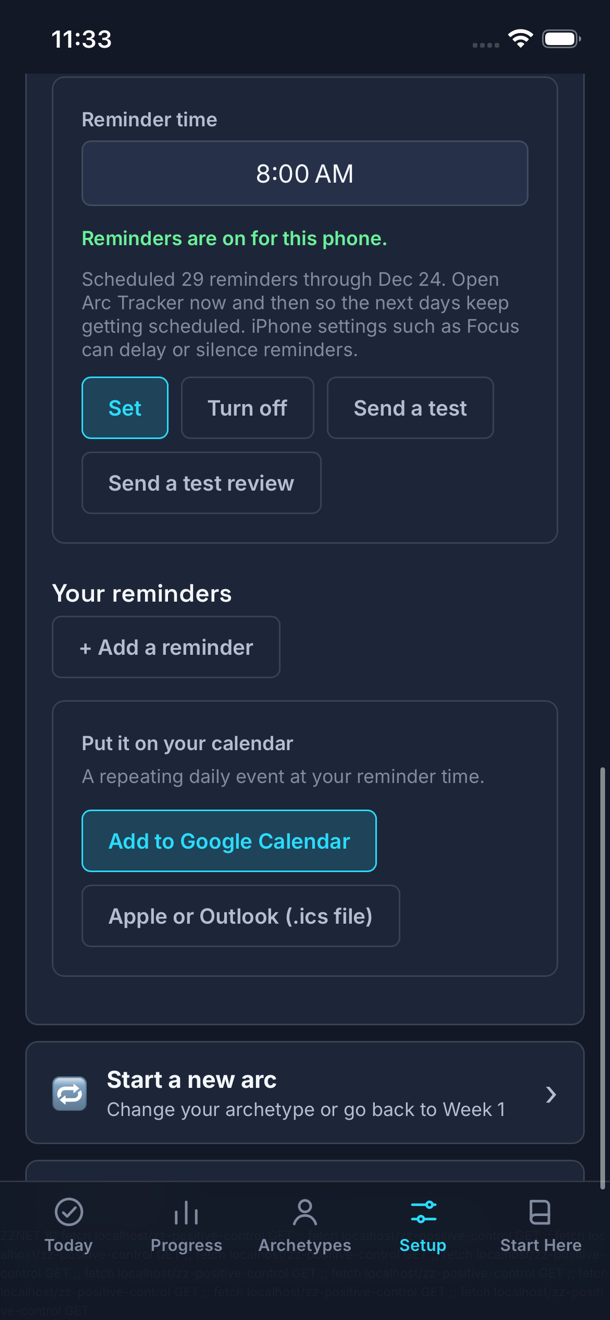 11:33
Reminder time
8:00 AM
Reminders are on for this phone.
Scheduled 29 reminders through Dec 24. Open
Arc Tracker now and then so the next days keep
getting scheduled. iPhone settings such as Focus
can delay or silence reminders.
Set
Turn off
Send a test
Send a test review
Your reminders
+ Add a reminder
Put it on your calendar
A repeating daily event at your reminder time.
Add to Google Calendar
Apple or Outlook (.ics file)
Start a new arc
Change your archetype or go back to Week 1
Today
Progress
Archetypes
Setup
Start Here